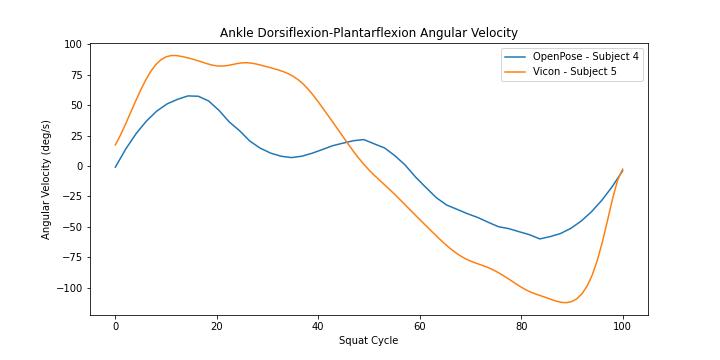 Ankle Dorsiflexion-Plantarflexion Angular Velocity
OpenPose - Subject 4
Vicon - Subject 5
Angular Velocity (deg/s)
100
75
50
25
0
−25
−50
−75
−100
0 20 40 60 80 100
Squat Cycle